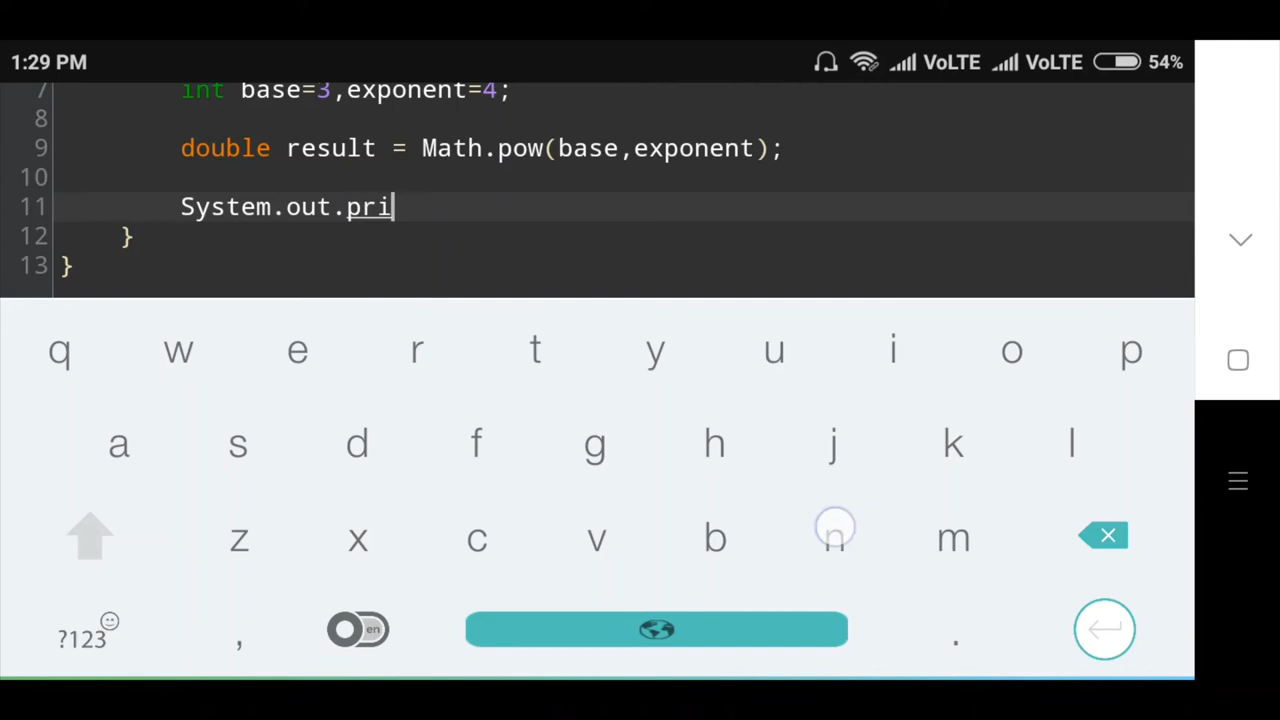 1:29 PM VoLTE VoLTE 54%
7 int base=3,exponent=4;
8
9 double result = Math.pow(base,exponent);
10
11 System.out.pri
12 }
13 }
q w e r t y u i o p
a s d f g h j k l
z x c v b n m
?123 , en .